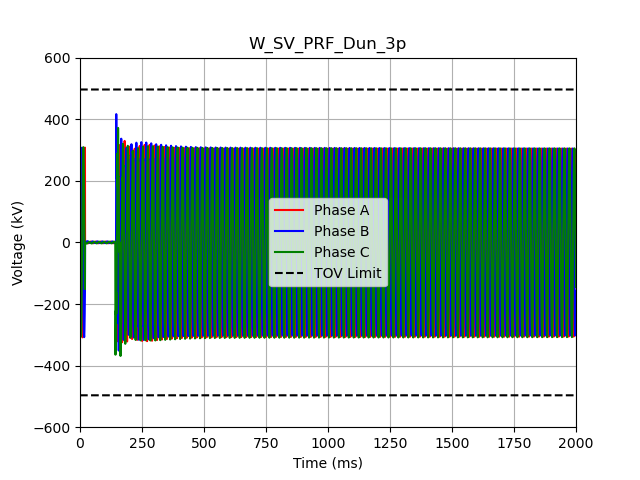 W_SV_PRF_Dun_3p
Voltage (kV)
600
400
200
0
−200
−400
−600
Phase A
Phase B
Phase C
TOV Limit
0 250 500 750 1000 1250 1500 1750 2000
Time (ms)